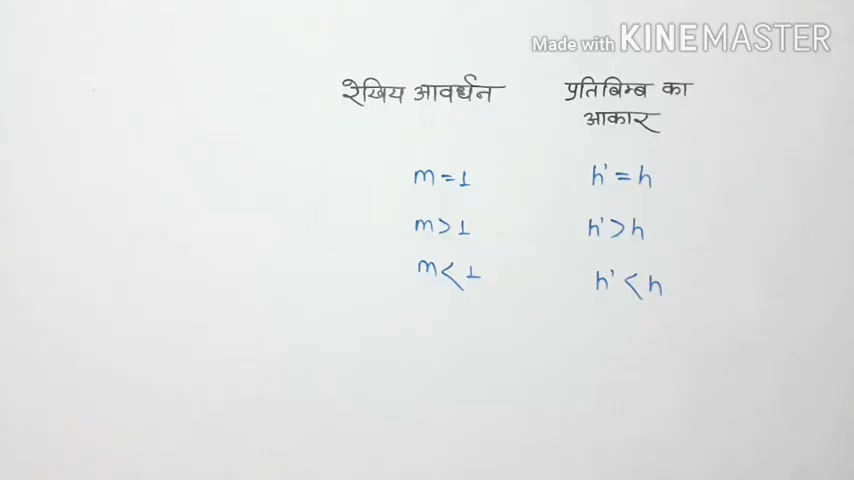 Made with KINEMASTER
रेखिय आवर्धन प्रतिबिम्ब का
आकार
m = 1 h' = h
m > 1 h' > h
m < 1 h' < h